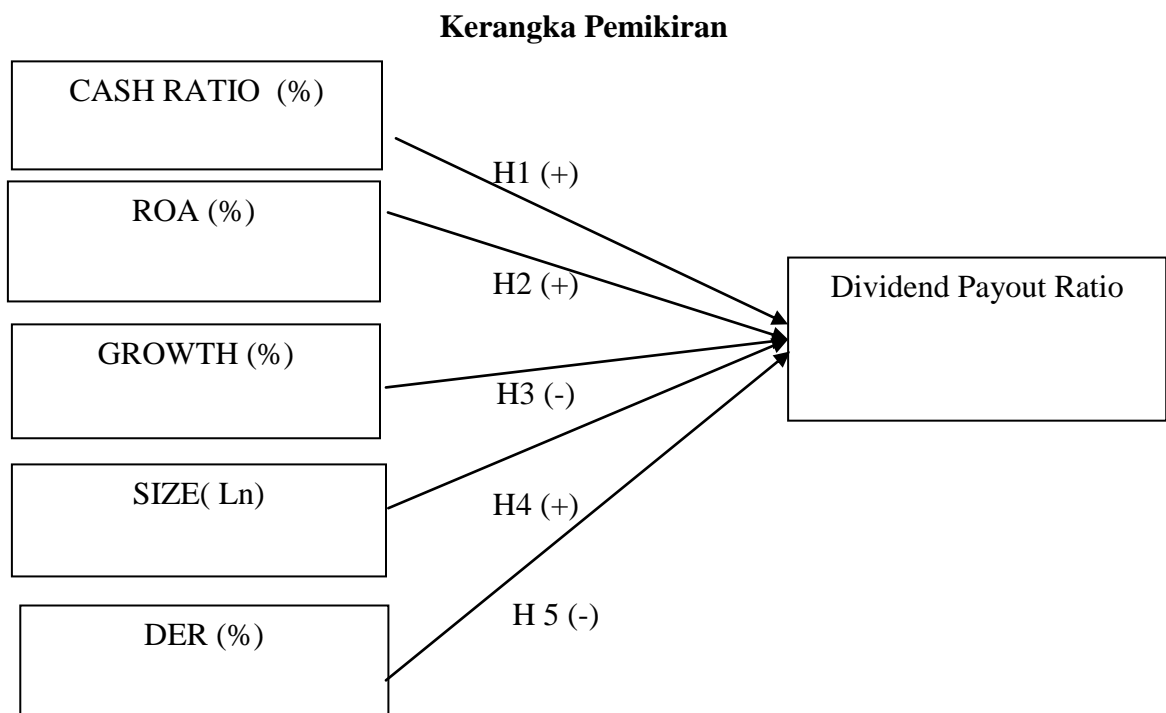 Kerangka Pemikiran
CASH RATIO (%)
H1 (+)
ROA (%)
H2 (+)
Dividend Payout Ratio
GROWTH (%)
H3 (-)
SIZE( Ln)
H4 (+)
H 5 (-)
DER (%)